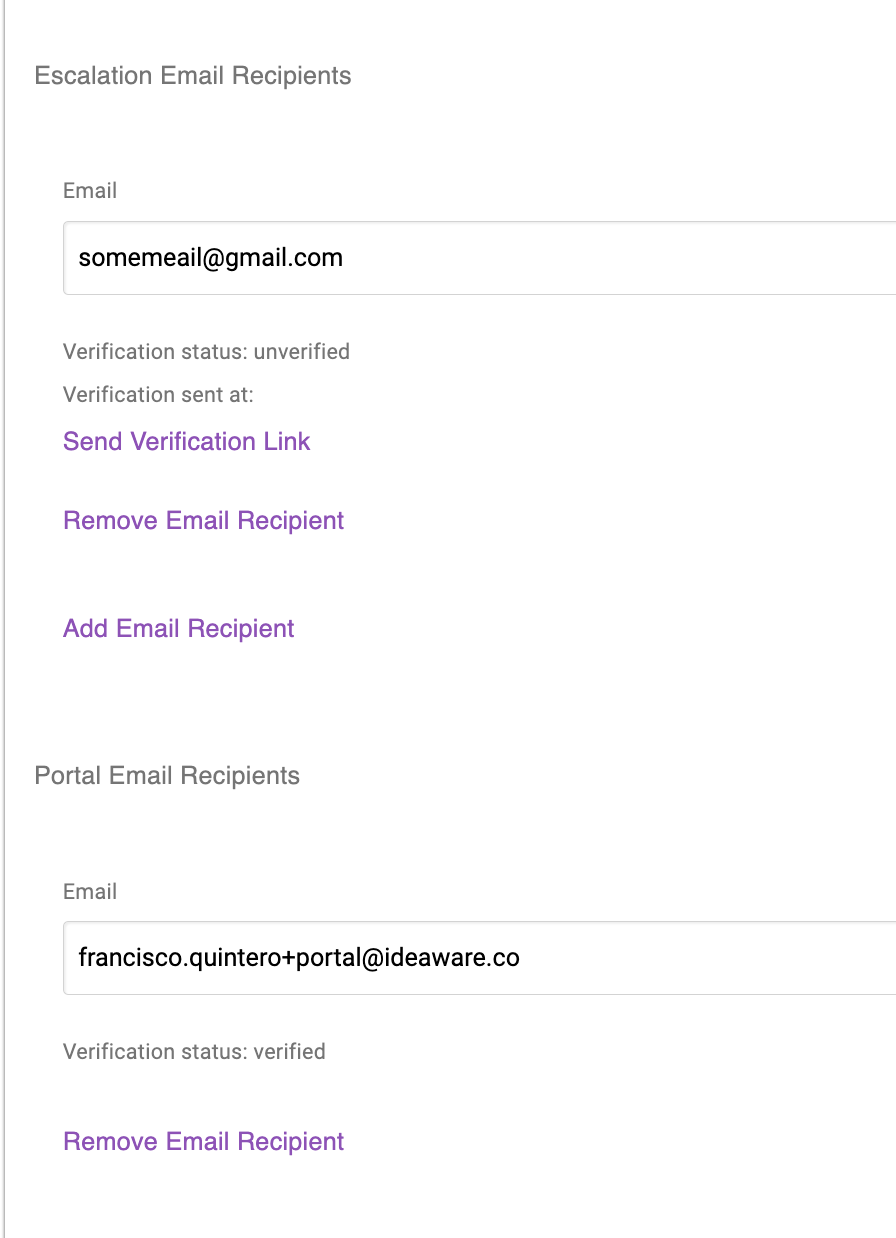 Escalation Email Recipients
Email
somemeail@gmail.com
Verification status: unverified
Verification sent at:
Send Verification Link
Remove Email Recipient
Add Email Recipient
Portal Email Recipients
Email
francisco.quintero+portal@ideaware.co
Verification status: verified
Remove Email Recipient